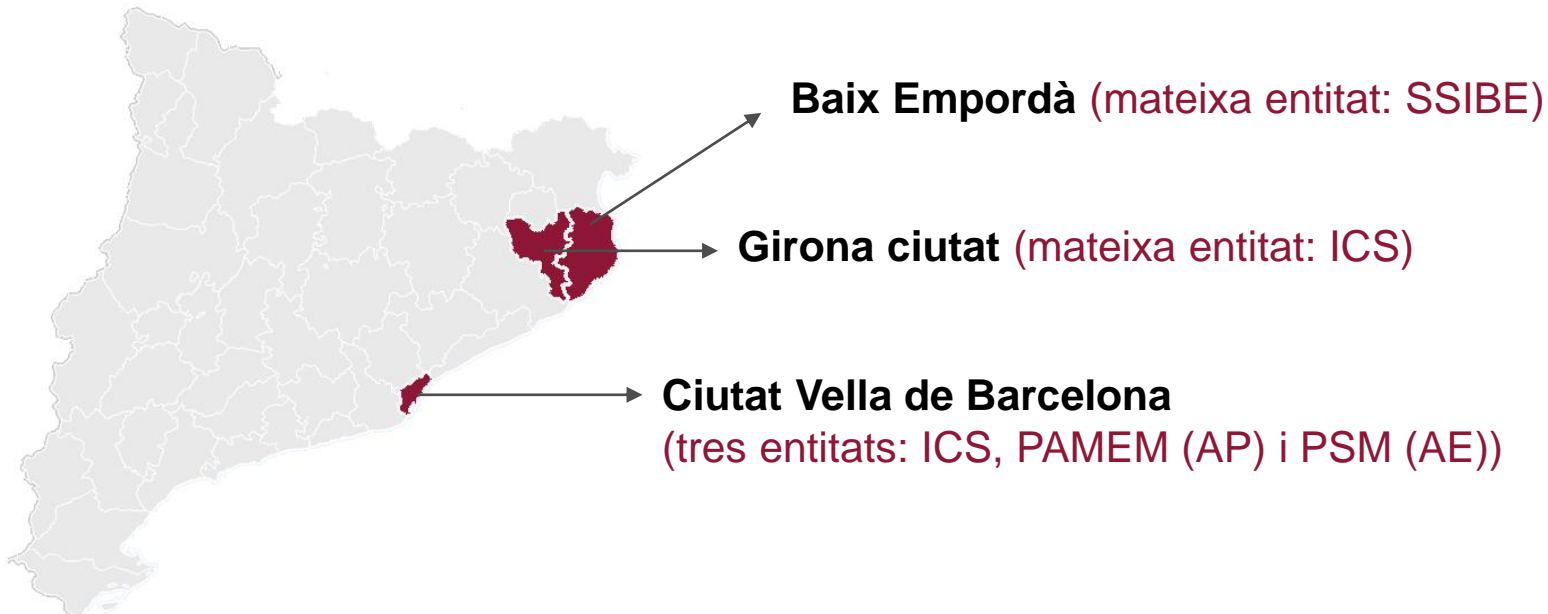 Baix Empordà (mateixa entitat: SSIBE)
Girona ciutat (mateixa entitat: ICS)
Ciutat Vella de Barcelona
(tres entitats: ICS, PAMEM (AP) i PSM (AE))